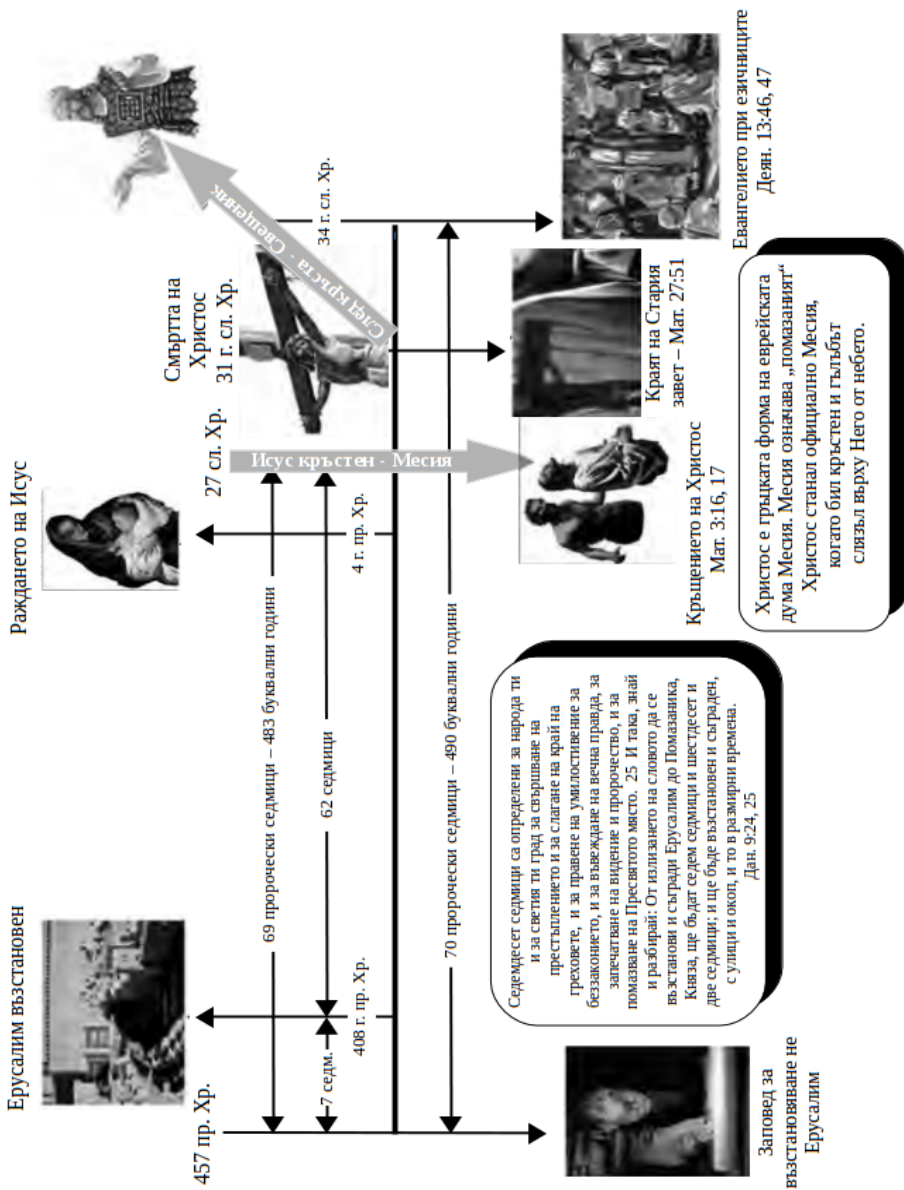 Ерусалим възстановен
Раждането на Исус
457 пр. Хр.
27 сл. Хр.
Смъртта на
Христос
31 г. сл. Хр.
След кръста - Свещеник
Исус кръстен - Месия
69 пророчески седмици – 483 буквални години
7 седм.
62 седмици
408 г. пр. Хр.
4 г. пр. Хр.
34 г. сл. Хр.
70 пророчески седмици – 490 буквални години
Заповед за
възстановяване не
Ерусалим
Седемдесет седмици са определени за народа ти
и за светия ти град за свършване на
престъплението и за слагане на край на
греховете, и за правене на умилостивение за
беззаконието, и за въвеждане на вечна правда, за
запечатване на видение и пророчество, и за
помазване на Пресвятото място. 25 И така, знай
и разбирай: От излизането на словото да се
възстанови и съгради Ерусалим до Помазаника,
Княза, ще бъдат седем седмици и шестдесет и
две седмици; и ще бъде възстановен и съграден,
с улици и окоп, и то в размирни времена.
Дан. 9:24, 25
Кръщението на Христос
Мат. 3:16, 17
Краят на Стария
завет – Мат. 27:51
Евангелието при езичниците
Деян. 13:46, 47
Христос е гръцката форма на еврейската
дума Месия. Месия означава „помазаният“
Христос станал официално Месия,
когато бил кръстен и гълъбът
слязъл върху Него от небето.